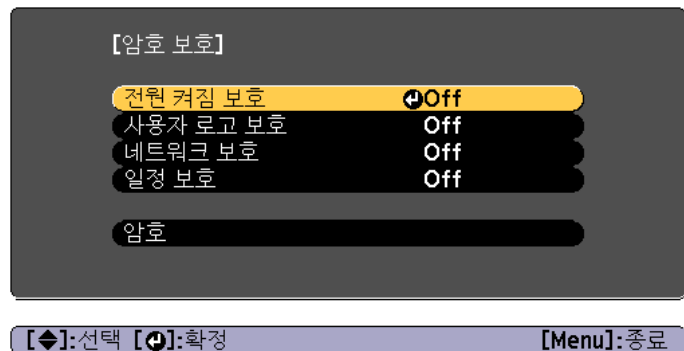 [암호 보호]
전원 켜짐 보호 Off
사용자 로고 보호 Off
네트워크 보호 Off
일정 보호 Off
암호
[◆]:선택 [↵]:확정 [Menu]:종료